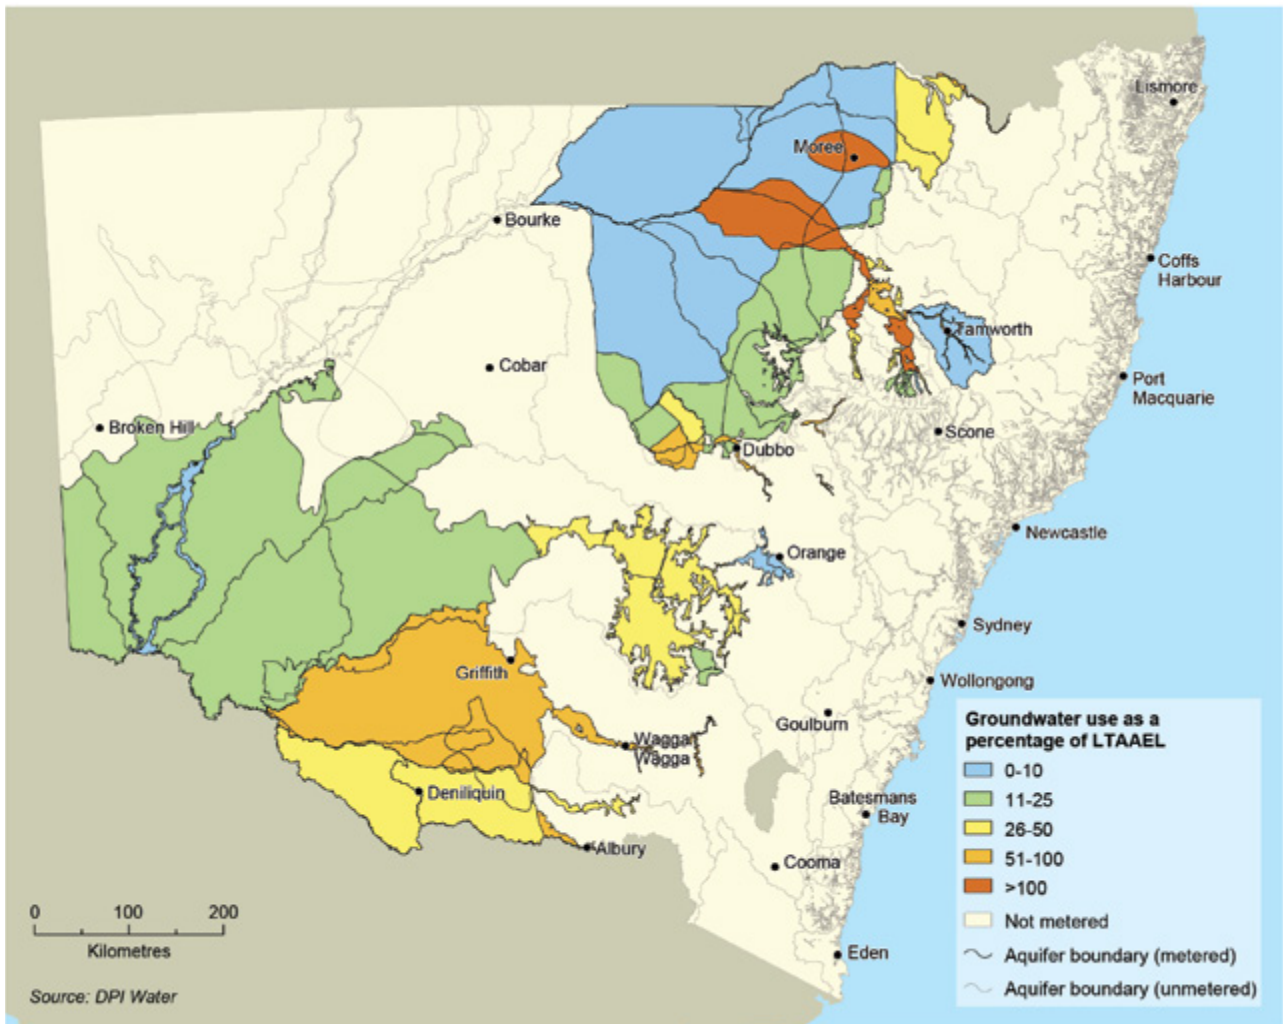 Lismore
Moree
Bourke
Coffs
Harbour
Tamworth
Cobar
Port
Macquarie
Broken Hill
Scone
Dubbo
Newcastle
Orange
Sydney
Griffith
Wollongong
Goulburn
Wagga
Wagga
Deniliquin
Batesmans
Bay
Albury
Cooma
Eden
Groundwater use as a
percentage of LTAAEL
0-10
11-25
26-50
51-100
>100
Not metered
Aquifer boundary (metered)
Aquifer boundary (unmetered)
0 100 200
Kilometres
Source: DPI Water